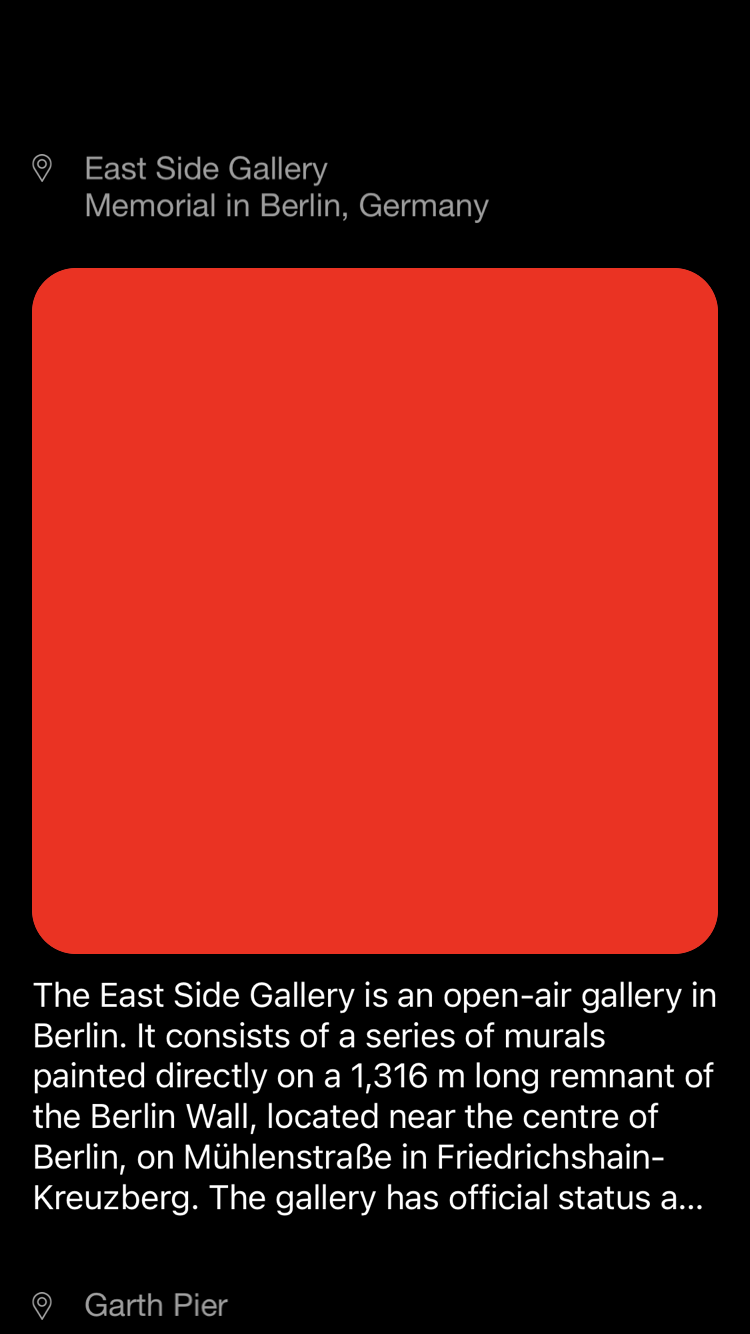 East Side Gallery
Memorial in Berlin, Germany
The East Side Gallery is an open-air gallery in
Berlin. It consists of a series of murals
painted directly on a 1,316 m long remnant of
the Berlin Wall, located near the centre of
Berlin, on Mühlenstraße in Friedrichshain-
Kreuzberg. The gallery has official status a...
Garth Pier